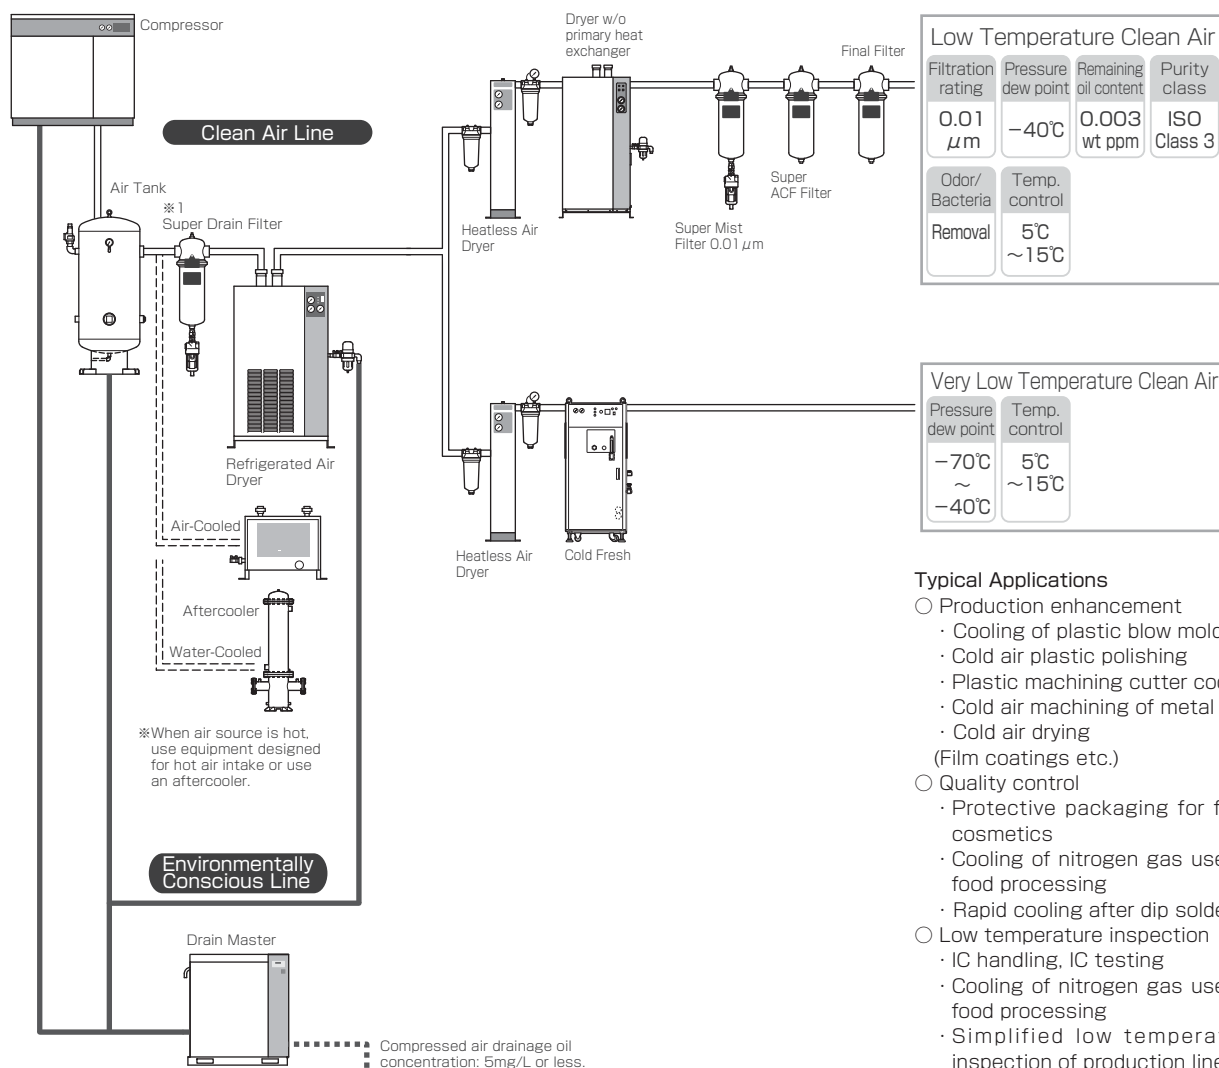 Compressor
Clean Air Line
Air Tank
※1
Super Drain Filter
Refrigerated Air
Dryer
Air-Cooled
Aftercooler
Water-Cooled
※When air source is hot,
use equipment designed
for hot air intake or use
an aftercooler.
Environmentally
Conscious Line
Drain Master
Compressed air drainage oil
concentration: 5mg/L or less.
Heatless Air
Dryer
Dryer w/o
primary heat
exchanger
Super Mist
Filter 0.01μm
Super
ACF Filter
Final Filter
Heatless Air
Dryer
Cold Fresh
Low Temperature Clean Air
Filtration rating
Pressure dew point
Remaining oil content
Purity class
0.01 μm
−40℃
0.003 wt ppm
ISO Class 3
Odor/ Bacteria
Temp. control
Removal
5℃ ～15℃
Very Low Temperature Clean Air
Pressure dew point
Temp. control
−70℃ ～ −40℃
5℃ ～15℃
Typical Applications
○ Production enhancement
· Cooling of plastic blow mold
· Cold air plastic polishing
· Plastic machining cutter
· Cold air machining of metal
· Cold air drying
(Film coatings etc.)
○ Quality control
· Protective packaging for
cosmetics
· Cooling of nitrogen gas
food processing
· Rapid cooling after dip
○ Low temperature inspection
· IC handling, IC testing
· Cooling of nitrogen gas
food processing
· Simplified low
inspection of production